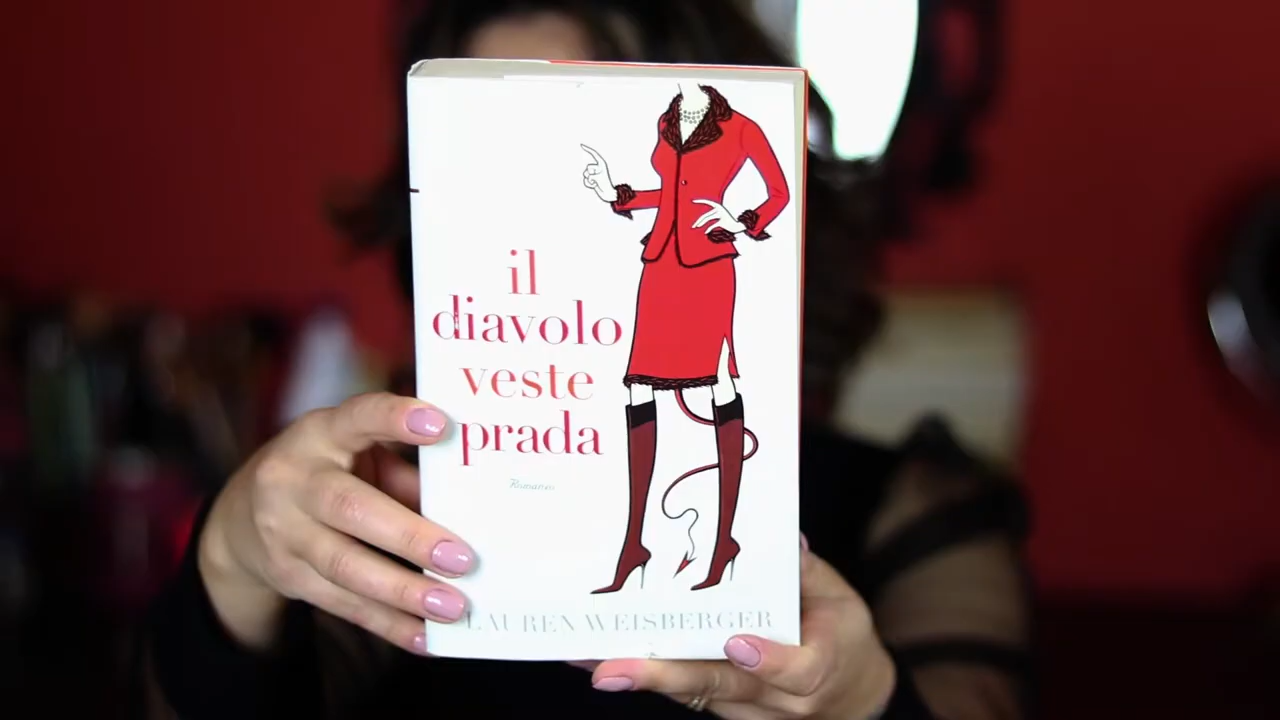 il
diavolo
veste
prada
Romanzo
LAUREN WEISBERGER